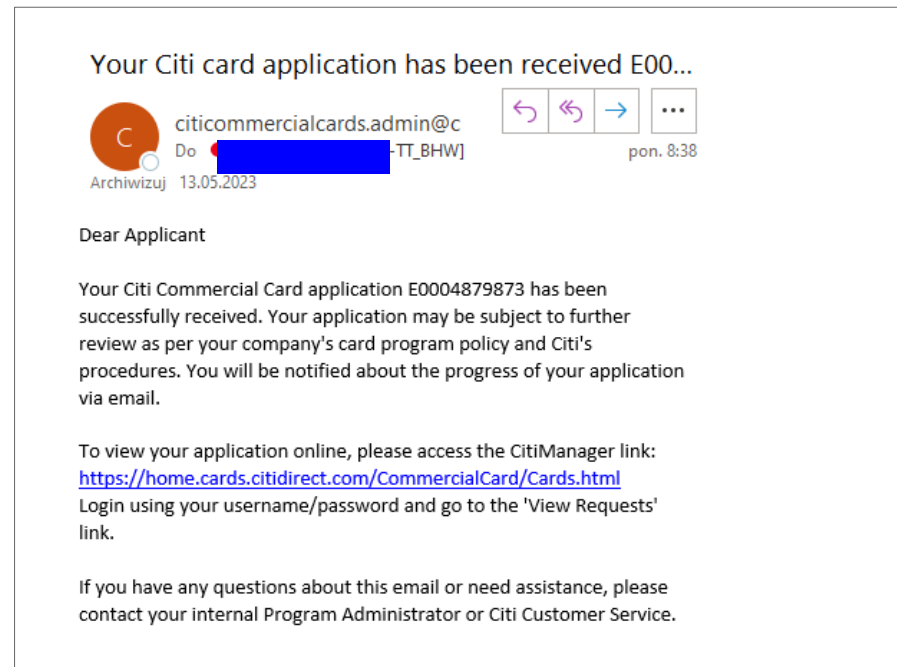 Your Citi card application has been received E00...
C
citicommercialcards.admin@c
Do -TT_BHW] pon. 8:38
Archiwizuj 13.05.2023
Dear Applicant
Your Citi Commercial Card application E0004879873 has been
successfully received. Your application may be subject to further
review as per your company's card program policy and Citi's
procedures. You will be notified about the progress of your application
via email.
To view your application online, please access the CitiManager link:
https://home.cards.citidirect.com/CommercialCard/Cards.html
Login using your username/password and go to the 'View Requests'
link.
If you have any questions about this email or need assistance, please
contact your internal Program Administrator or Citi Customer Service.